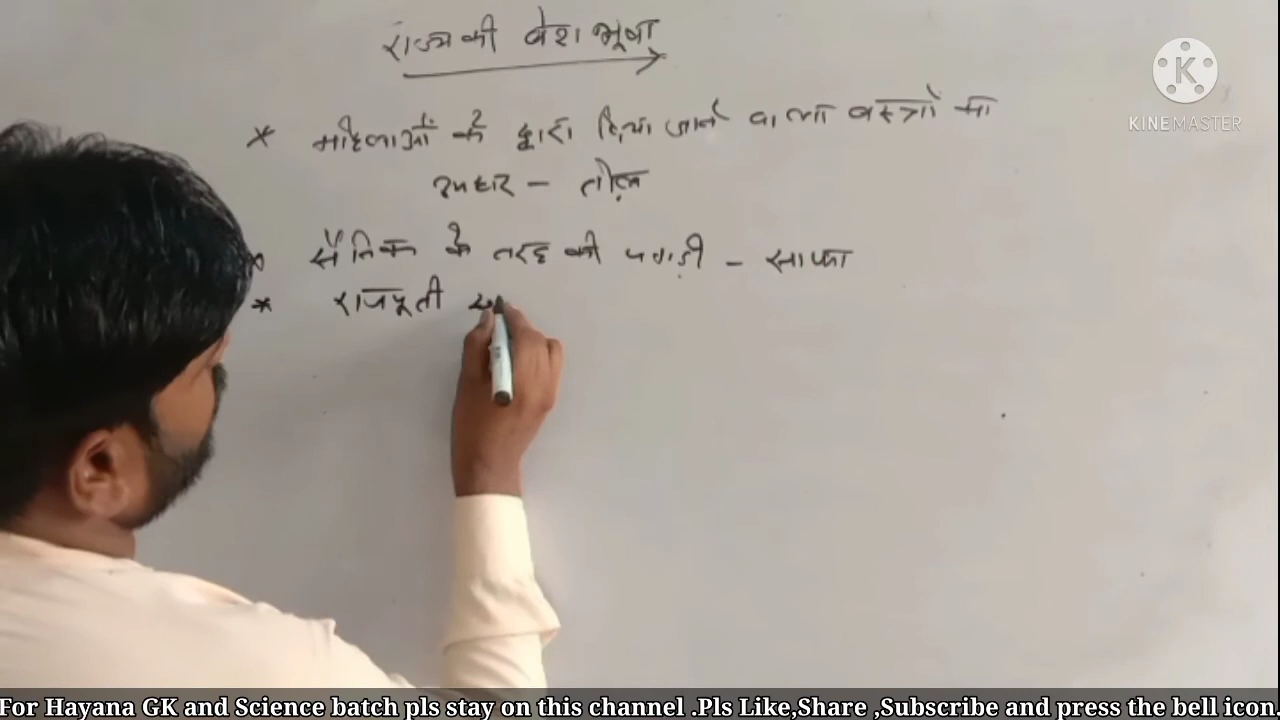 राज्य की वेश भूषा
* महिलाओं के द्वारा दिया जाने वाला वस्त्रो का
उपहार - तील
* सैनिक के तरह की पगड़ी - साफा
* राजपूती
KINEMASTER
For Hayana GK and Science batch pls stay on this channel .Pls Like,Share ,Subscribe and press the bell icon.